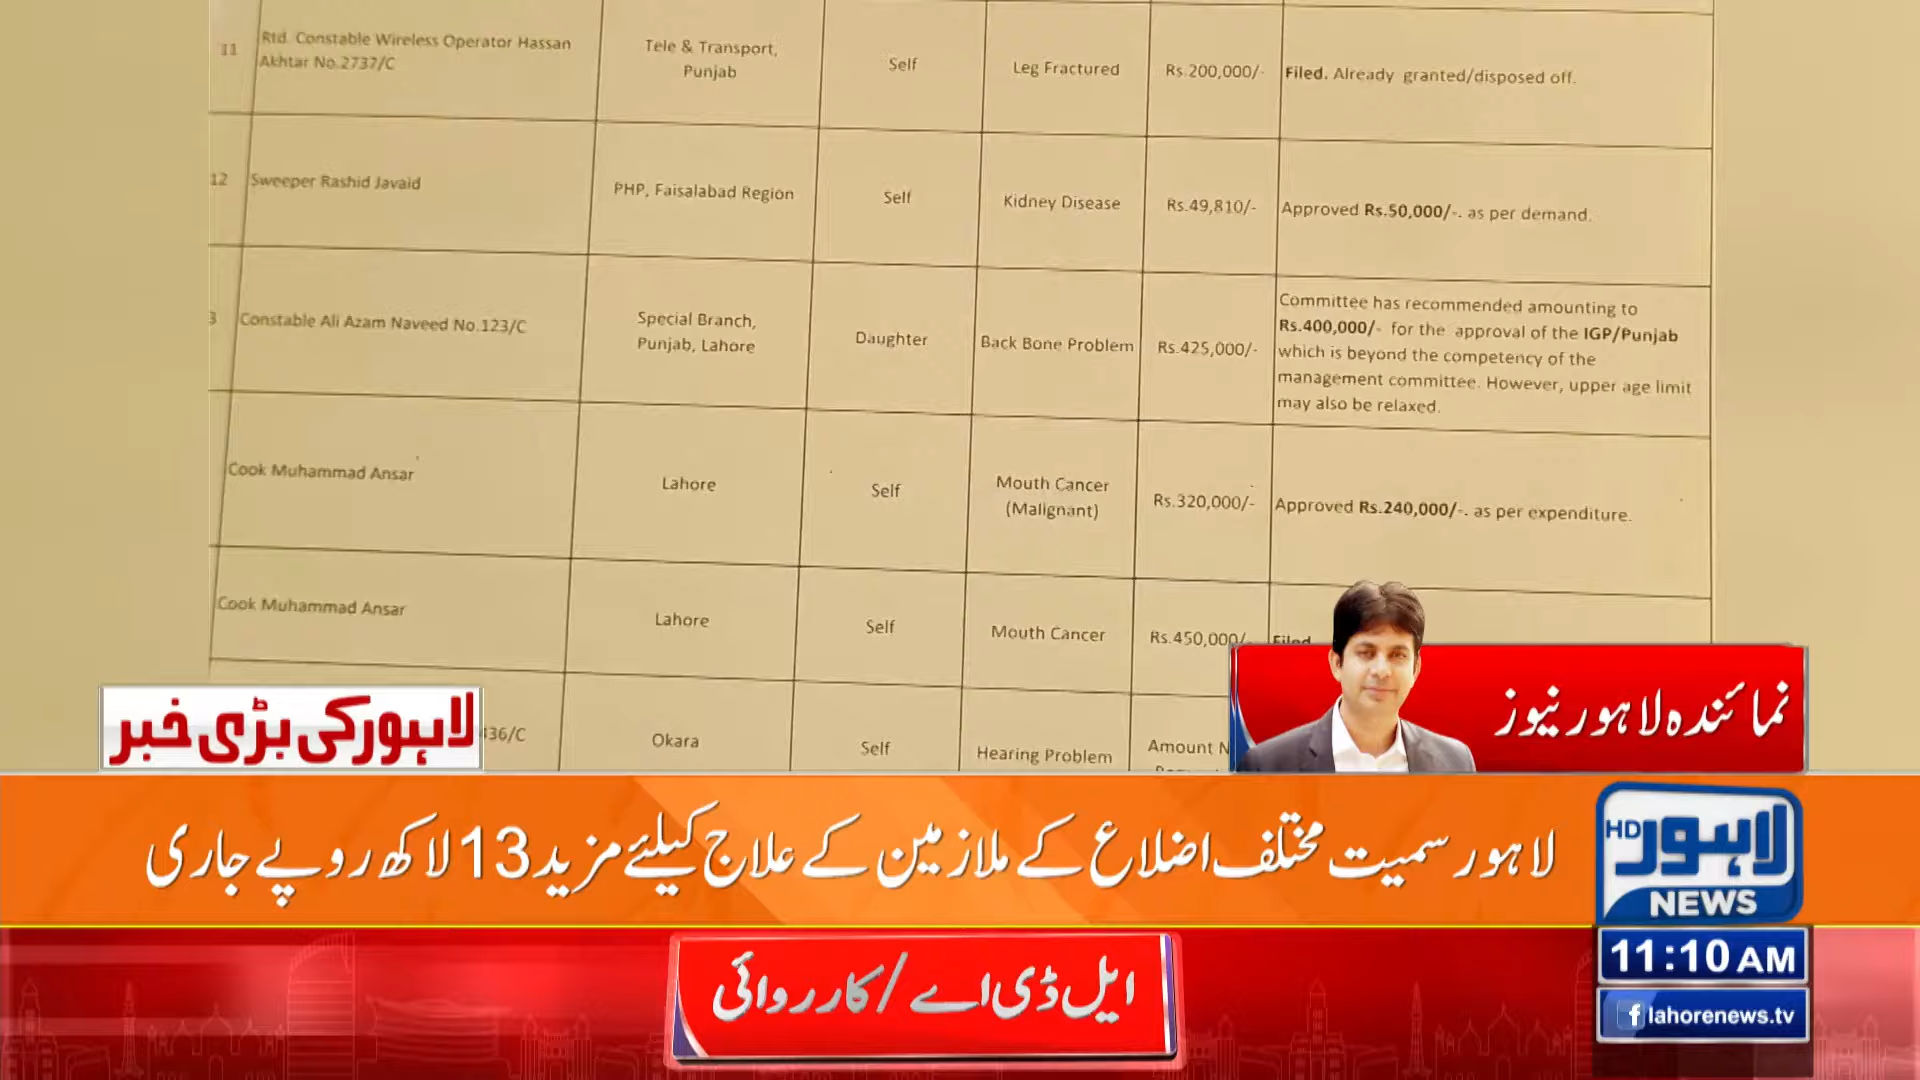 11
Rtd. Constable Wireless Operator Hassan
Akhtar No.2737/C
Tele & Transport,
Punjab
Self
Leg Fractured
Rs.200,000/-
Filed. Already granted/disposed off.
12
Sweeper Rashid Javaid
PHP, Faisalabad Region
Self
Kidney Disease
Rs.49,810/-
Approved Rs.50,000/-. as per demand.
3
Constable Ali Azam Naveed No.123/C
Special Branch,
Punjab, Lahore
Daughter
Back Bone Problem
Rs.425,000/-
Committee has recommended amounting to
Rs.400,000/- for the approval of the IGP/Punjab
which is beyond the competency of the
management committee. However, upper age limit
may also be relaxed.
Cook Muhammad Ansar
Lahore
Self
Mouth Cancer
(Malignant)
Rs.320,000/-
Approved Rs.240,000/-. as per expenditure.
Cook Muhammad Ansar
Lahore
Self
Mouth Cancer
Rs.450,000/-
Filed
436/C
Okara
Self
Hearing Problem
Amount N
نمائندہ لاہور نیوز
لاہور کی بڑی خبر
لاہور سمیت مختلف اضلاع کے ملازمین کے علاج کیلئے مزید 13 لاکھ روپے جاری
لاہور HD
NEWS
11:10 AM
lahorenews.tv
ایل ڈی اے / کارروائی